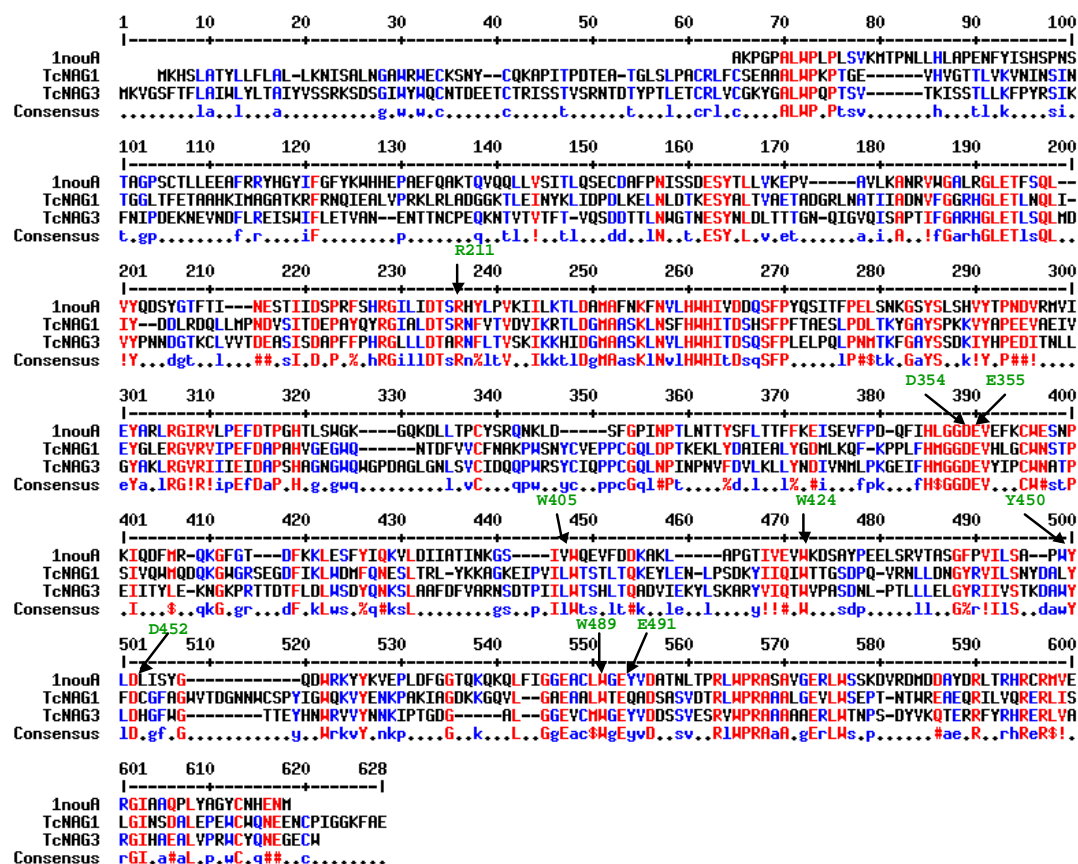 1 10 20 30 40 50 60 70 80 90 100
|--------+---------+---------+---------+---------+---------+---------+---------+---------+---------|
1nouA AKPGPALWPLPLSVKMTPNLLHLAPENFYISHSPNS
TcNAG1 MKHSLATYLLFLAL-LKNISALNGAWRWECKSNY--CQKAPITPDTEA-TGLSLPACRLFCSEAAALWPKPTGE------VHVGTTLVKVNINSIN
TcNAG3 MKVGSFTFLAIWLYLTAIYVSSRKSDSGIWYWQCNTDEETCTRISSTVSRNTDTYPTLETCRLVCGKYGALWPQPTSV-------TKISSTLLKFPYRSIK
Consensus ........la..l..a..........g.w.w.c......c.....t.......t...l..crl.c.....ALWP.Ptsv.......h...tl.k.....si.
101 110 120 130 140 150 160 170 180 190 200
|--------+---------+---------+---------+---------+---------+---------+---------+---------+---------|
1nouA TAGPSCTLLEEAFRRYHGYIFGFYKWHHEPAEFQAKTQVQQLLVSITLQSECDAFPNISSDESYTLLVKEPV-----AVLKANRVWGALRGLETFSQL--
TcNAG1 TGGLTFETAAHKIMAGATKIFRRNQIEALVPRKLRLADGGKTLEINYKLIDPDLKELNLDTKESYALTVAETADGRLNATIIADNVFGGRHGLETLNQLI-
TcNAG3 FNIPDEKNEVNDFLREISWIFLETVAN--ENTTNCPEQKNTVTVTFT-VQSDDTTLNWGTNESYNLDLTTTGN-QIGVQISAPTIFGARHGLETLSQLMD
Consensus t.gp......f.r....iF........p......q..tl.!..tl..dd..lN..t.ESY.L.v.et......a.i.A..!fGarhGLETlsQL..
R211
201 210 220 230 240 250 260 270 280 290 300
|--------+---------+---------+---------+---------+---------+---------+---------+---------+---------|
1nouA VYQDSYGTFTI---NESTIIDSPRFSHRGILIDTSRHYLPVKIILKTLDAMAFNKFNVLHWHIVDDQSFPYQSITFPELSNKGSYSLSHVYTPNDVRMVI
TcNAG1 IY--DDLRDQLLMPNDVSITDEPAYQYRGIALDTSRNFVTVDVIKRTLDGMAASKLNSFHWHITDSHSFPFTAESLPDLTKYGAYSPKKVYAPEEVAEIV
TcNAG3 VYPNNDGTKCLVVTDEASISDAPFFPHRGLLLDTARNFLTVSKIKKHIDGMAASKLNVLHWHITDSQSFPLELPQLPNMTKFGAYSSDKIYHPEDITNLL
Consensus !Y...dgt..l....##.sI.D.P.%.hRGillDTsRn%ltV..IkktlDgMAasKlNvlHWHItDsqSFP.....lP#$tk.GaYS..k!Y.P##!...
D354 E355
301 310 320 330 340 350 360 370 380 390 400
|--------+---------+---------+---------+---------+---------+---------+---------+---------+---------|
1nouA EYARLRGIRVLPEFDTPGHTLSWGK----GQKDLLTPCYSRQNKLD-----SFGPINPTLNTTYSFLTTFFKEISEVFPD-QFIHLGGDEVEFKCWESNP
TcNAG1 EYGLERGVRVIPEFDAPAHVGEGWQ-----NTDFVVCFNAKPWSNYCVEPPCGQLDPTKEKLYDAIEALYGDMLKQF-KPPLFHMGGDEVHLGCWNSTP
TcNAG3 GYAKLRGVRIIIEIDAPSHAGNGWQWGPDAGLGNLSVCIDQQPWRSYCIQPPCGQLNPINPNVFDVLKLLYNDIVNMLPKGEIFHMGGDEVYIPCWNATP
Consensus eYa.lRG!R!ipEfDaP.H.g.gwq.........l.vC...qpw..yc..ppcGql#Pt....%d.l..l%.#i...fpk..fH$GGDEV...CW#stP
W405 W424 Y450
401 410 420 430 440 450 460 470 480 490 500
|--------+---------+---------+---------+---------+---------+---------+---------+---------+---------|
1nouA KIQDFMR-QKGFGT---DFKKLESFYIQKVLDIIATINKGS---IVWQEVFDDKAKL----APGTIVEVWKDSAYPEELSRVTASGFPVILSA--PWY
TcNAG1 SIVQWMQDQKGWGRSEGDFIKLWDMFQNESLTRL-YKKAGKEIPVILWTSTLTQKEYLEN-LPSDKYIIQIWTTGSDPQ-VRNLLDNGYRVILSNYDALY
TcNAG3 EIITYLE-KNGKPRTTDTFLDLWSDYQNKSLAAFDFVARNSDTPIILWTSHLTQADVIEKYLSKARYVIQTWVPASDNL-PTLLLELGYRIIVSTKDAWY
Consensus .I...$..qkG.gr...dF.kLws.%q#ksL.......gs..p.IlWts.lt#k..le..l....y!!#.W...sdp....ll..G%r!IlS..dawY
D452 W489 E491
501 510 520 530 540 550 560 570 580 590 600
|--------+---------+---------+---------+---------+---------+---------+---------+---------+---------|
1nouA LDLISYG---------QDWRKYYKVEPLDFGGTQKQKQLFIGGEACLWGEYVDATNLTPRLWPRASAVGERLWSSKDVRDMDDAYDRLTRHRCRMVE
TcNAG1 FDCGFAGWVTDGNNWCSPYIGWQKVYENKPAKIAGDKKGQVL--GAEAALWTEQADSASVDTRLWPRAAALGEVLWSEPT-NTWREAEQRILVQRERLIS
TcNAG3 LDHGFWG--------TTEYHNWRVVYNNKIPTGDG----AL--GGEVCMWGEYVDDSSVESRVWPRAAAAAERLWTNPS-DYVKQTERRFYRHRERLVA
Consensus lD.gf.G.............y..WrkvY.nkp....G..k...L..GgEac$WgEyvD..sv..RlWPRAaA.gErLWs.p....#ae.R..rhReR$!.
601 610 620 628
|--------+---------+-------|
1nouA RGIAAQPLYAGYCNHENM
TcNAG1 LGINSDALEPEWCWQNEENCPIGGKFAE
TcNAG3 RGIHAEALVPRWCYQNEGECW
Consensus rGI.a#aL.p.wC.q##..c.......